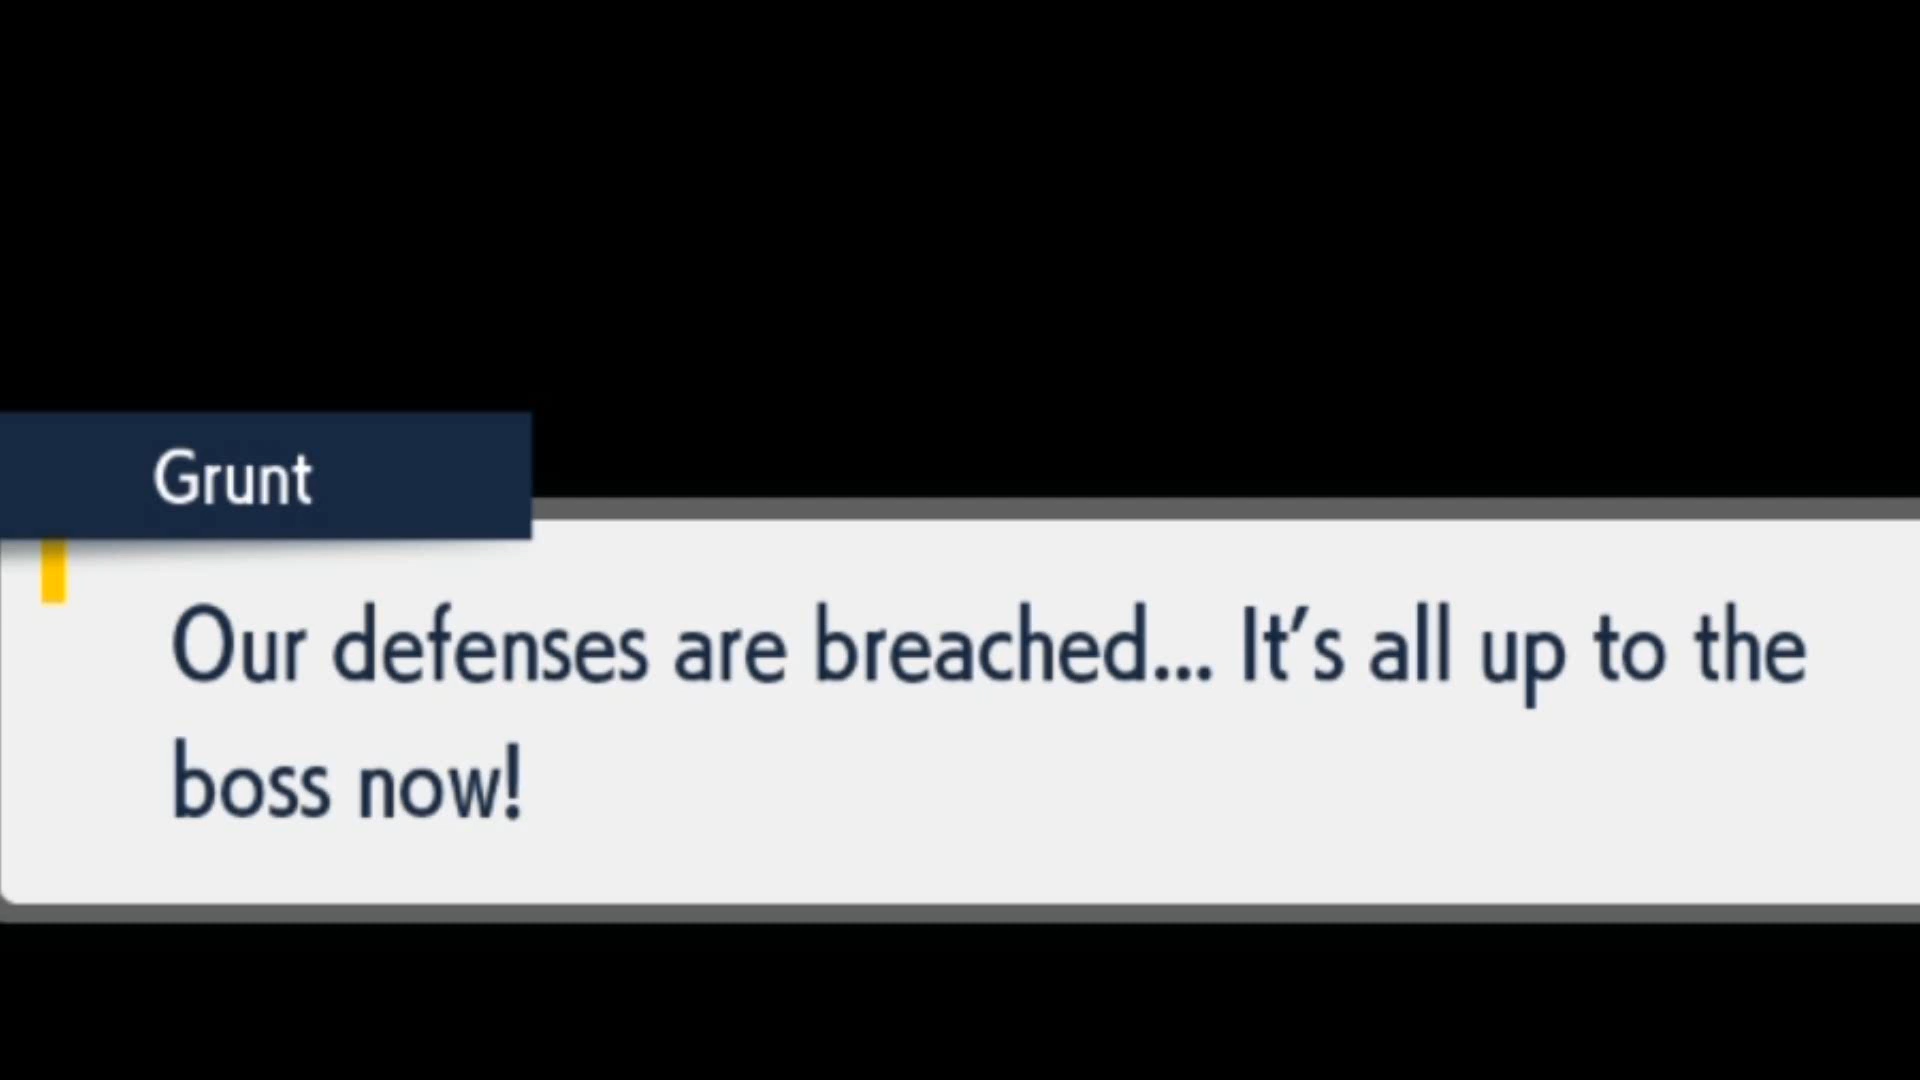 Grunt
Our defenses are breached... It’s all up to the
boss now!